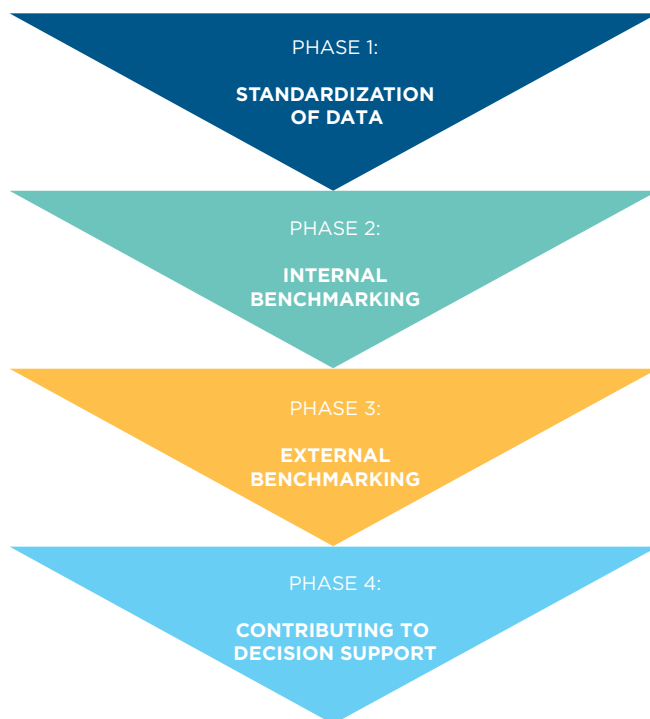 PHASE 1:
STANDARDIZATION
OF DATA
PHASE 2:
INTERNAL
BENCHMARKING
PHASE 3:
EXTERNAL
BENCHMARKING
PHASE 4:
CONTRIBUTING TO
DECISION SUPPORT